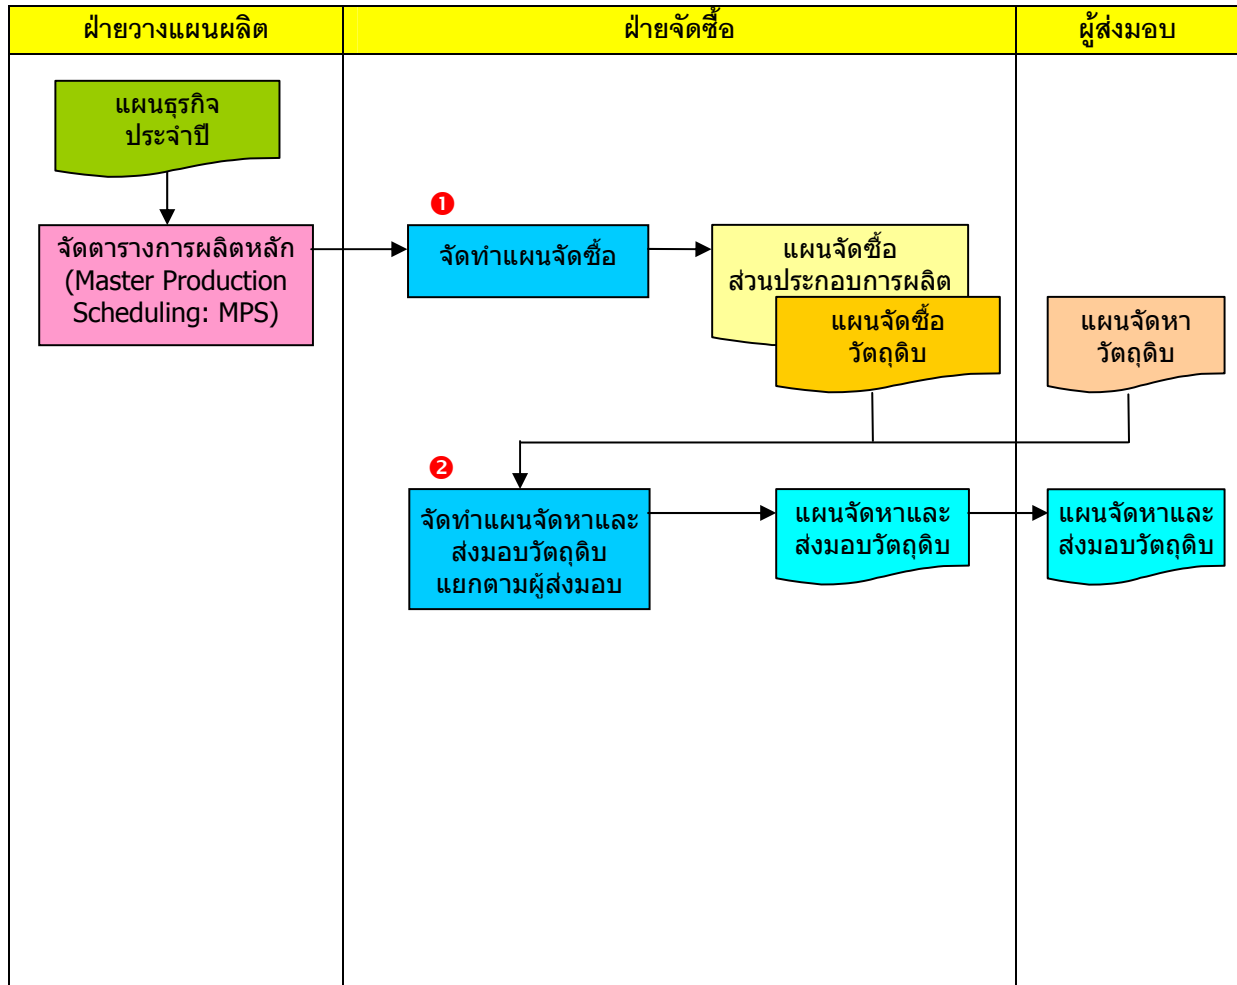 ฝ่ายวางแผนผลิต
ฝ่ายจัดซื้อ
ผู้ส่งมอบ
แผนธุรกิจ
ประจำปี
❶
จัดตารางการผลิตหลัก
(Master Production
Scheduling: MPS)
จัดทำแผนจัดซื้อ
แผนจัดซื้อ
ส่วนประกอบการผลิต
แผนจัดซื้อ
วัตถุดิบ
แผนจัดหา
วัตถุดิบ
❷
จัดทำแผนจัดหาและ
ส่งมอบวัตถุดิบ
แยกตามผู้ส่งมอบ
แผนจัดหาและ
ส่งมอบวัตถุดิบ
แผนจัดหาและ
ส่งมอบวัตถุดิบ